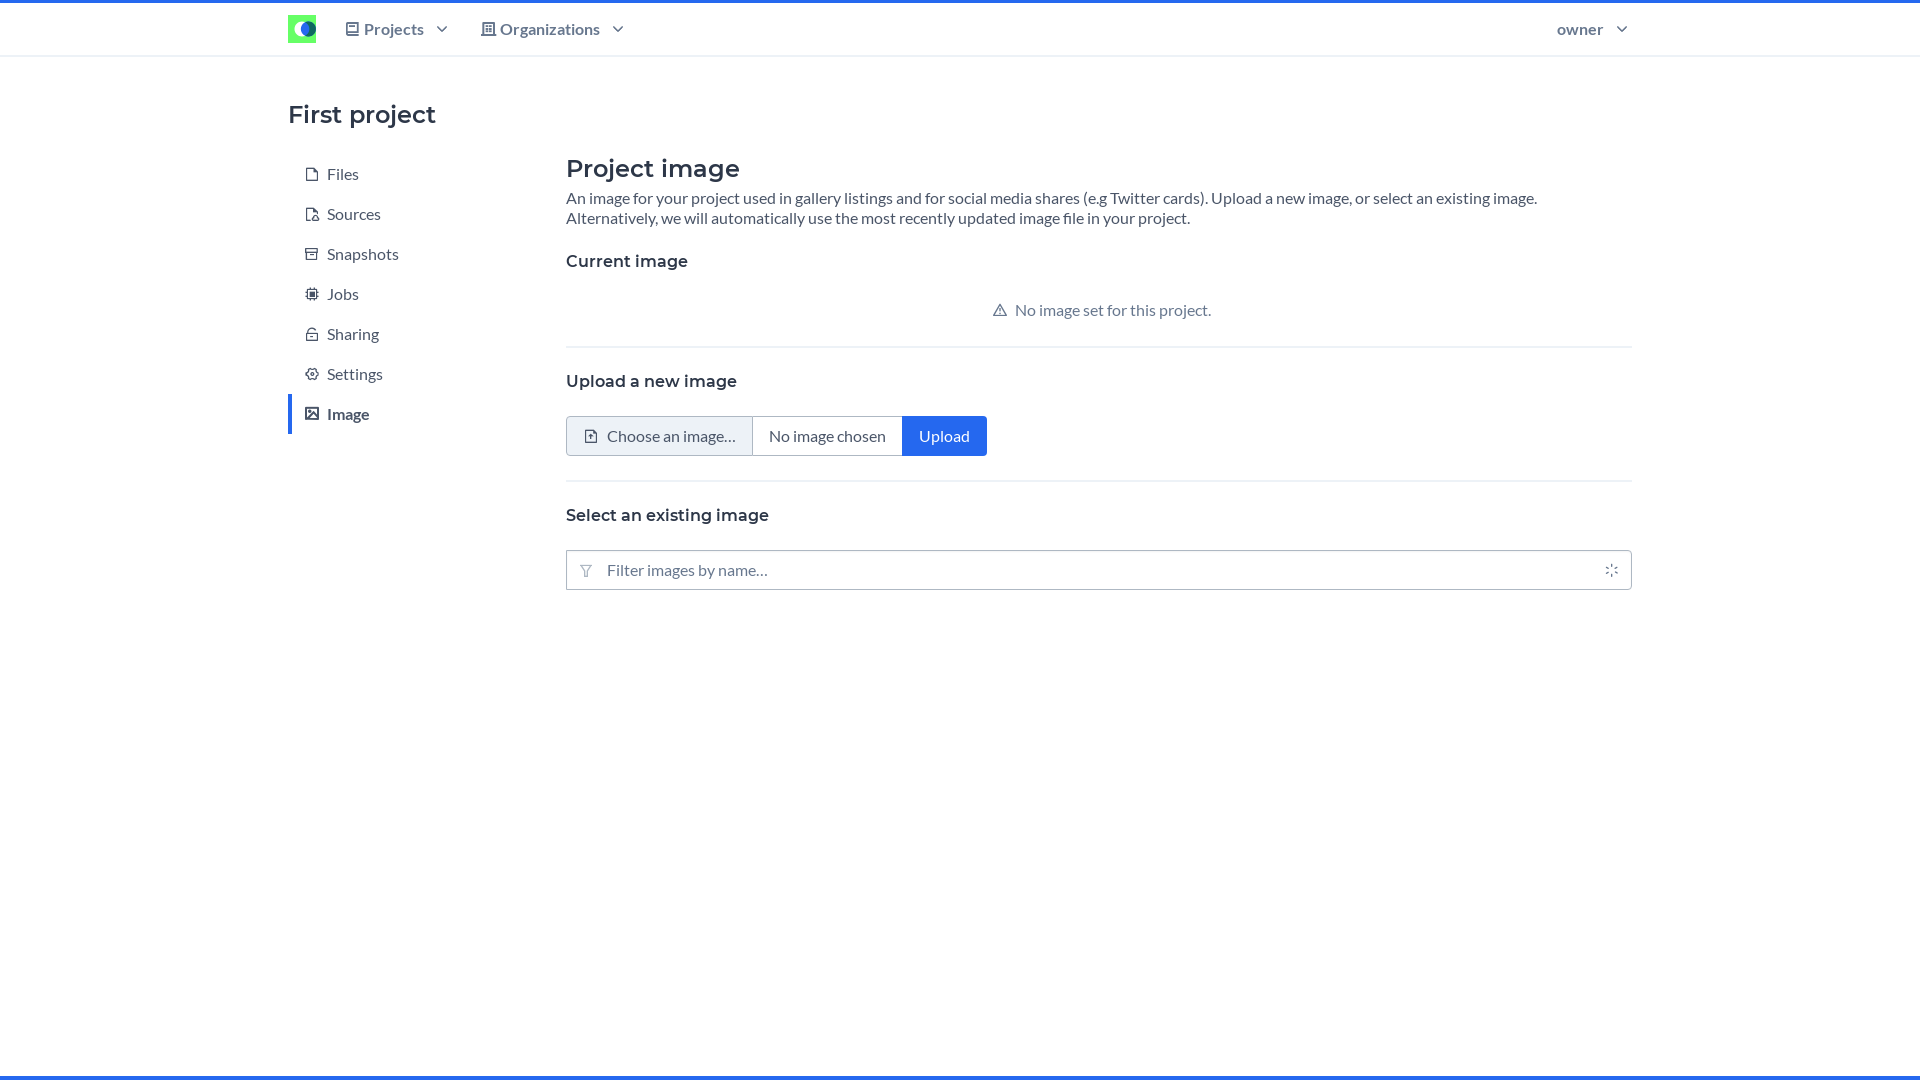 Projects
Organizations
owner
First project
Files
Sources
Snapshots
Jobs
Sharing
Settings
Image
Project image
An image for your project used in gallery listings and for social media shares (e.g Twitter cards). Upload a new image, or select an existing image.
Alternatively, we will automatically use the most recently updated image file in your project.
Current image
No image set for this project.
Upload a new image
Choose an image...
No image chosen
Upload
Select an existing image
Filter images by name...